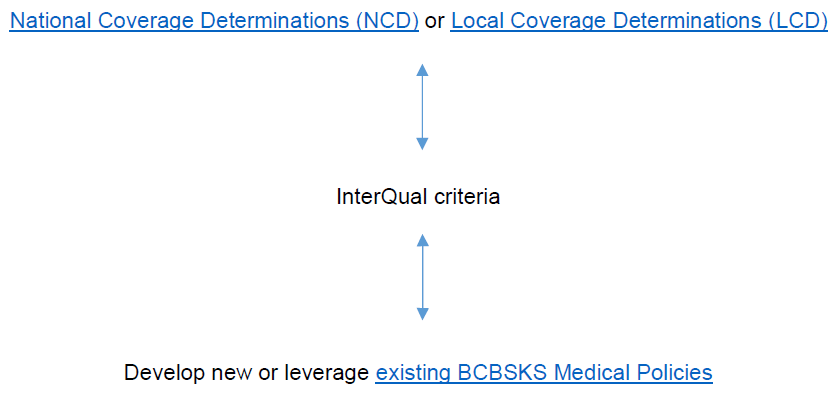 National Coverage Determinations (NCD) or Local Coverage Determinations (LCD)
InterQual criteria
Develop new or leverage existing BCBSKS Medical Policies